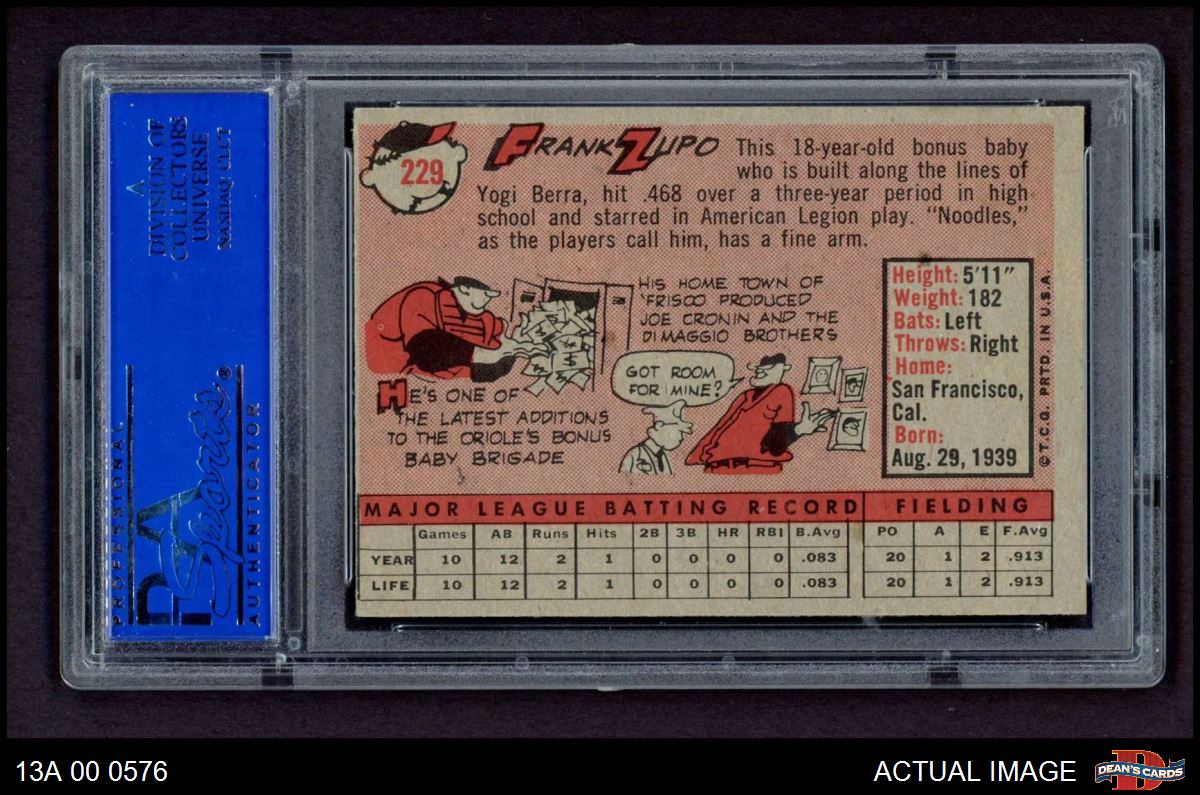 A
DIVISION OF
COLLECTORS
UNIVERSE
NASDAQ: CLCT
PROFESSIONAL
PSA
Sports®
AUTHENTICATOR
229
FRANK ZUPO
This 18-year-old bonus baby
who is built along the lines of
Yogi Berra, hit .468 over a three-year period in high
school and starred in American Legion play. "Noodles,"
as the players call him, has a fine arm.
HIS HOME TOWN OF
'FRISCO PRODUCED
JOE CRONIN AND THE
DI MAGGIO BROTHERS
GOT ROOM
FOR MINE?
HE'S ONE OF
THE LATEST ADDITIONS
TO THE ORIOLE'S BONUS
BABY BRIGADE
Height: 5'11"
Weight: 182
Bats: Left
Throws: Right
Home:
San Francisco,
Cal.
Born:
Aug. 29, 1939
© T.C.G. PRTD. IN U.S.A.
MAJOR LEAGUE BATTING RECORD FIELDING
Games AB Runs Hits 2B 3B HR RBI B.Avg PO A E F.Avg
YEAR 10 12 2 1 0 0 0 0 .083 20 1 2 .913
LIFE 10 12 2 1 0 0 0 0 .083 20 1 2 .913
13A 00 0576
ACTUAL IMAGE
DEAN'S CARDS